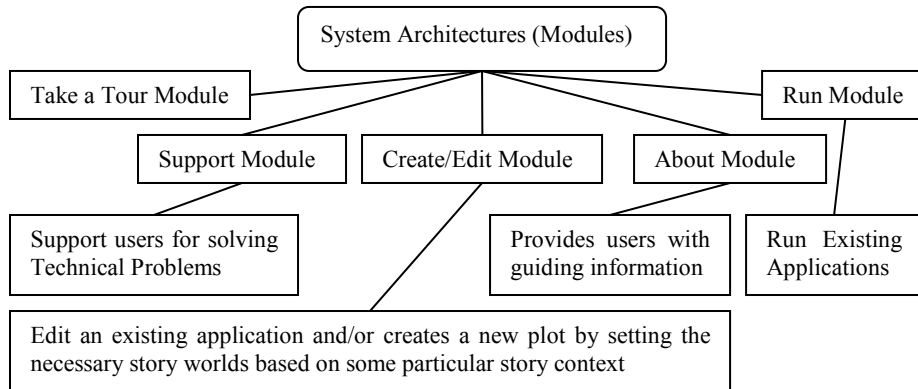 System Architectures (Modules)
Take a Tour Module
Run Module
Support Module
Create/Edit Module
About Module
Support users for solving
Technical Problems
Provides users with
guiding information
Run Existing
Applications
Edit an existing application and/or creates a new plot by setting the
necessary story worlds based on some particular story context